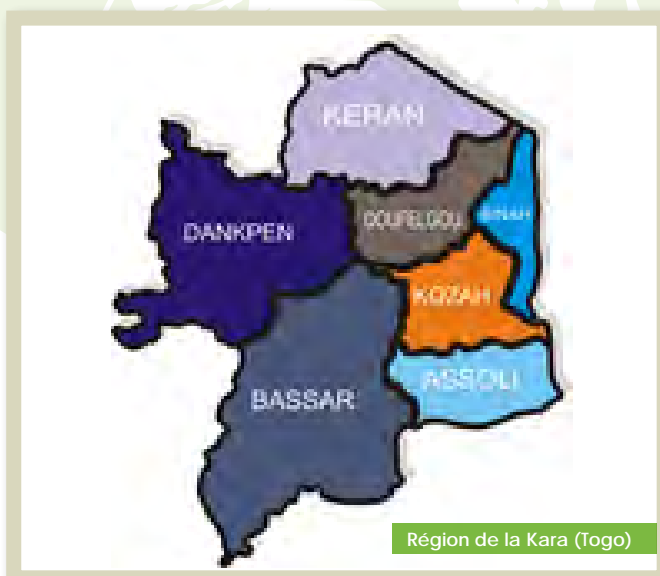 KERAN
DOUFELGOU
BINAH
DANKPEN
KOZAH
ASSOLI
BASSAR
Région de la Kara (Togo)